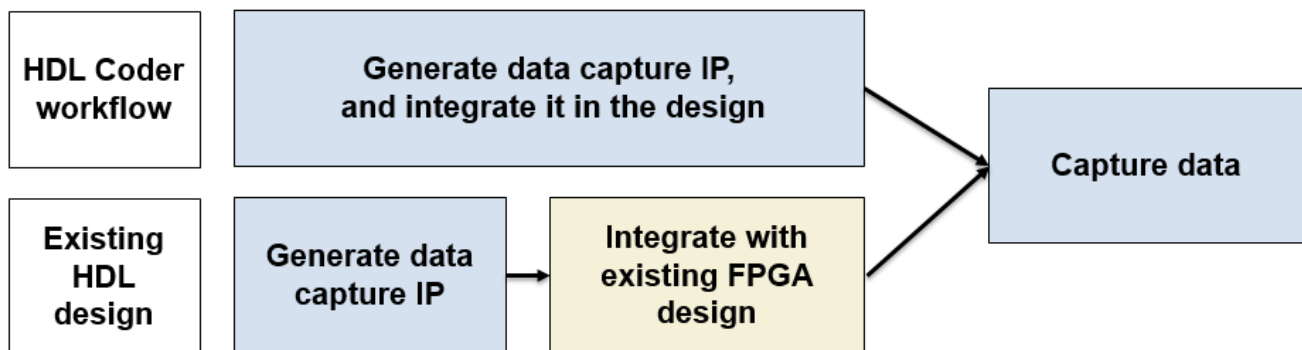 HDL Coder
workflow
Generate data capture IP,
and integrate it in the design
Capture data
Existing
HDL
design
Generate data
capture IP
Integrate with
existing FPGA
design